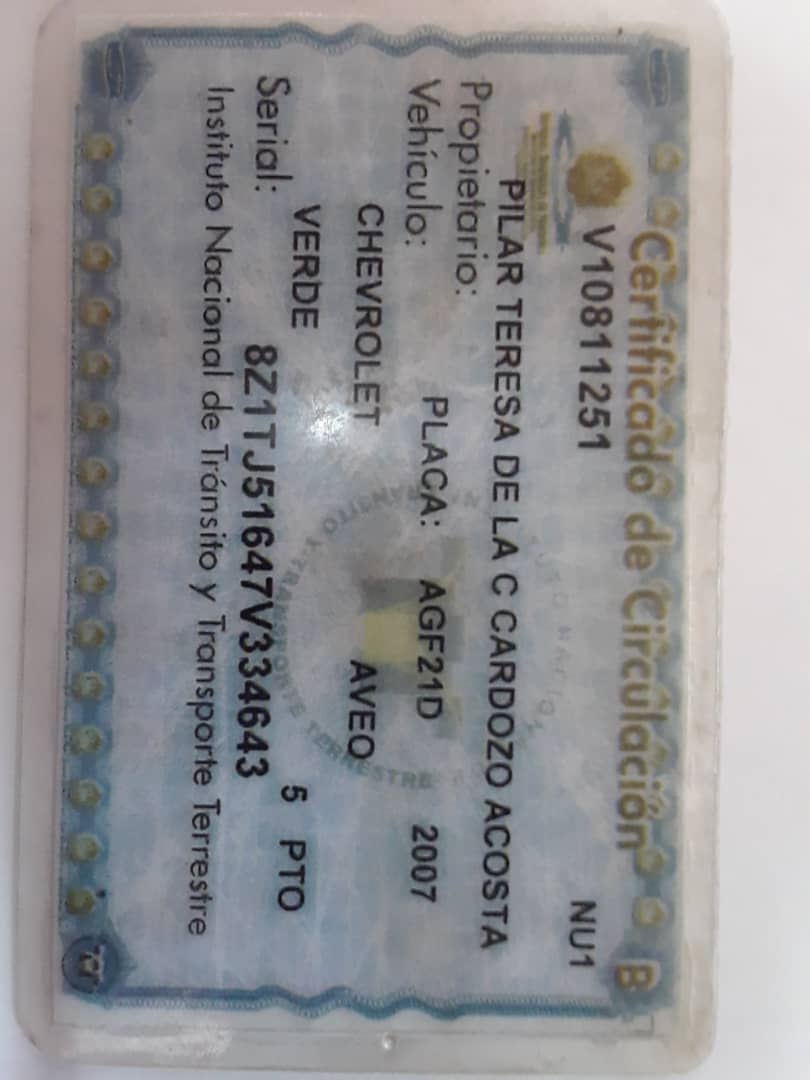 Certificado de Circulación B
V10811251 NU1
PILAR TERESA DE LA C CARDOZO ACOSTA
Propietario:
Vehículo: PLACA: AGF21D 2007
CHEVROLET AVEO
VERDE 5 PTO
Serial: 8Z1TJ51647V334643
Instituto Nacional de Tránsito y Transporte Terrestre